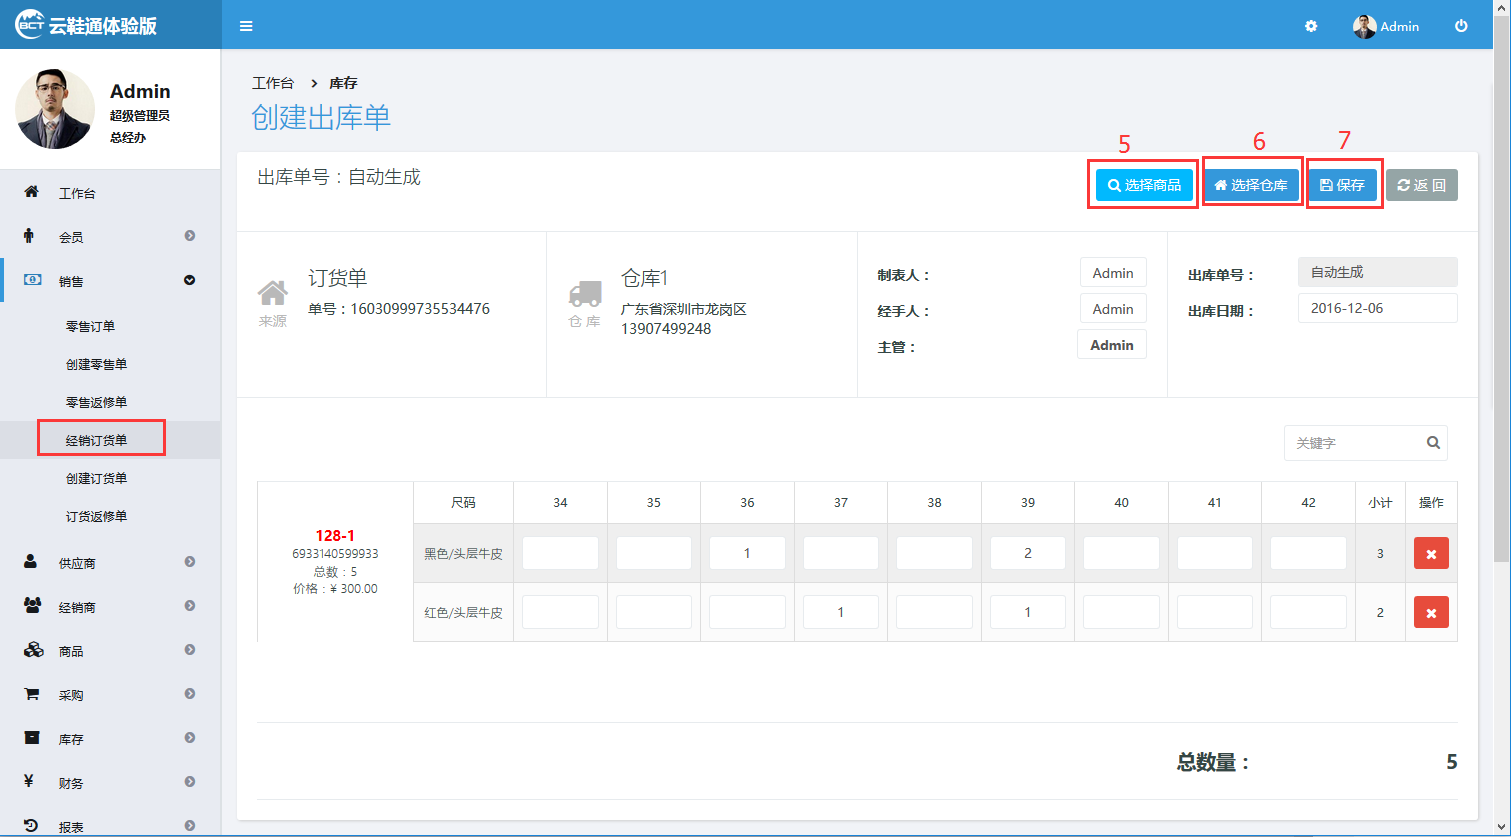 BCT 云鞋通体验版
Admin
Admin
超级管理员
总经办
工作台
会员
销售
零售订单
创建零售单
零售返修单
经销订货单
创建订货单
订货返修单
供应商
经销商
商品
采购
库存
财务
报表
工作台 > 库存
创建出库单
5 6 7
出库单号：自动生成
选择商品 选择仓库 保存 返 回
来源
订货单
单号：16030999735534476
仓 库
仓库1
广东省深圳市龙岗区
13907499248
制表人： Admin
经手人： Admin
主管： Admin
出库单号： 自动生成
出库日期： 2016-12-06
关键字
尺码 34 35 36 37 38 39 40 41 42 小计 操作
128-1
6933140599933
总数：5
价格：¥ 300.00
黑色/头层牛皮 1 2 3
红色/头层牛皮 1 1 2
总数量： 5